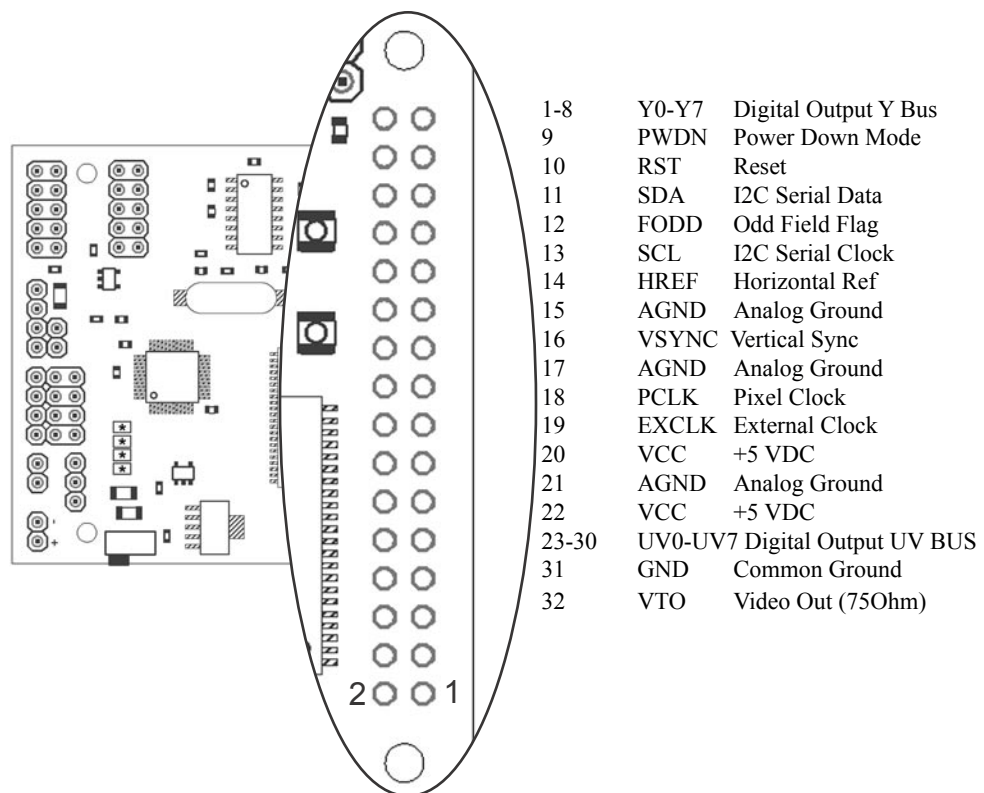 1-8 Y0-Y7 Digital Output Y Bus
9 PWDN Power Down Mode
10 RST Reset
11 SDA I2C Serial Data
12 FODD Odd Field Flag
13 SCL I2C Serial Clock
14 HREF Horizontal Ref
15 AGND Analog Ground
16 VSYNC Vertical Sync
17 AGND Analog Ground
18 PCLK Pixel Clock
19 EXCLK External Clock
20 VCC +5 VDC
21 AGND Analog Ground
22 VCC +5 VDC
23-30 UV0-UV7 Digital Output UV BUS
31 GND Common Ground
32 VTO Video Out (75Ohm)
2 1
-
+